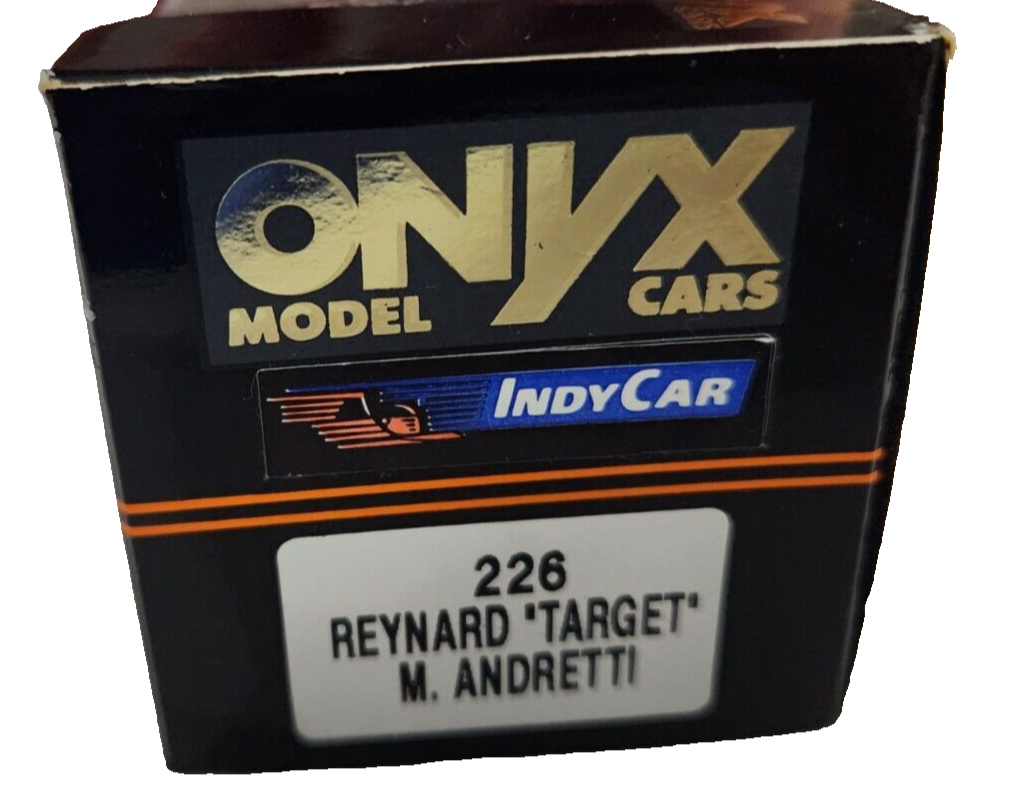 ONYX
MODEL CARS
INDYCAR
226
REYNARD "TARGET"
M. ANDRETTI